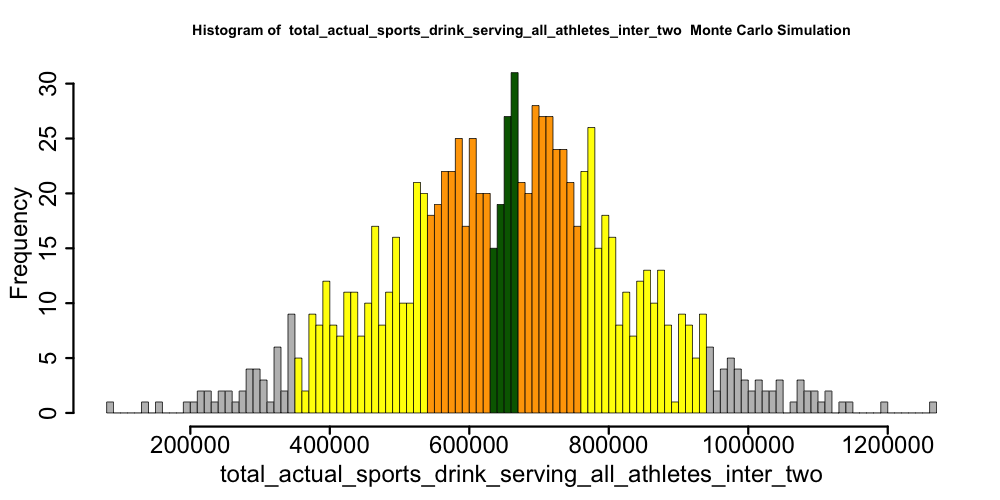 Histogram of  total_actual_sports_drink_serving_all_athletes_inter_two  Monte Carlo Simulation
Frequency
30
25
20
15
10
5
0
200000 400000 600000 800000 1000000 1200000
total_actual_sports_drink_serving_all_athletes_inter_two